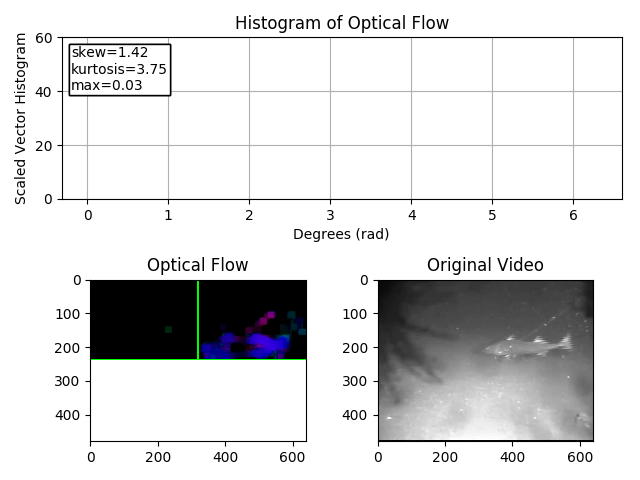 Histogram of Optical Flow
Scaled Vector Histogram
60
40
20
0
skew=1.42
kurtosis=3.75
max=0.03
0 1 2 3 4 5 6
Degrees (rad)
Optical Flow
0
100
200
300
400
0 200 400 600
Original Video
0
100
200
300
400
0 200 400 600